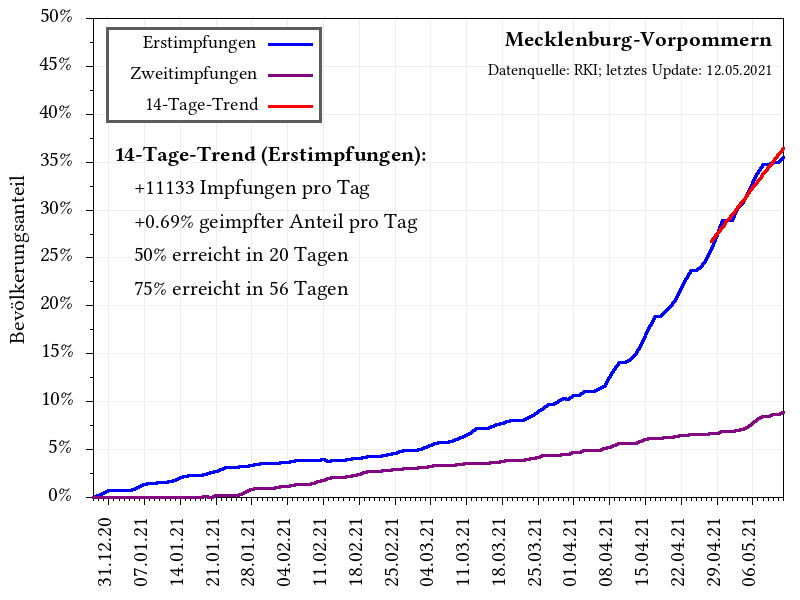 Mecklenburg-Vorpommern
Datenquelle: RKI; letztes Update: 12.05.2021
Erstimpfungen
Zweitimpfungen
14-Tage-Trend
14-Tage-Trend (Erstimpfungen):
+11133 Impfungen pro Tag
+0.69% geimpfter Anteil pro Tag
50% erreicht in 20 Tagen
75% erreicht in 56 Tagen
Bevölkerungsanteil
50%
45%
40%
35%
30%
25%
20%
15%
10%
5%
0%
31.12.20
07.01.21
14.01.21
21.01.21
28.01.21
04.02.21
11.02.21
18.02.21
25.02.21
04.03.21
11.03.21
18.03.21
25.03.21
01.04.21
08.04.21
15.04.21
22.04.21
29.04.21
06.05.21